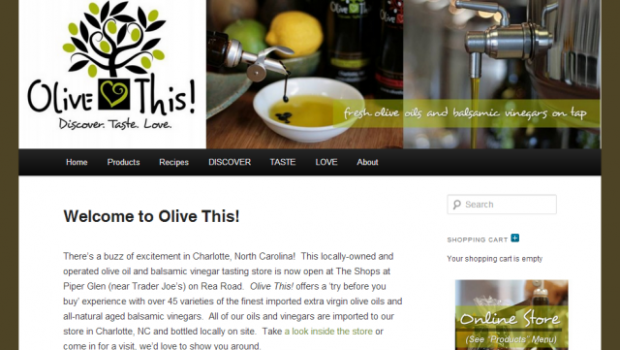 Olive This!
Discover. Taste. Love.
fresh olive oils and balsamic vinegars on tap
Home Products Recipes DISCOVER TASTE LOVE About
Welcome to Olive This!
Search
SHOPPING CART
Your shopping cart is empty
There's a buzz of excitement in Charlotte, North Carolina!  This locally-owned and
operated olive oil and balsamic vinegar tasting store is now open at The Shops at
Piper Glen (near Trader Joe's) on Rea Road.  Olive This! offers a 'try before you
buy' experience with over 45 varieties of the finest imported extra virgin olive oils and
all-natural aged balsamic vinegars.  All of our oils and vinegars are imported to our
store in Charlotte, NC and bottled locally on site.  Take a look inside the store or
come in for a visit, we'd love to show you around.
Online Store
(See "Products" Menu)